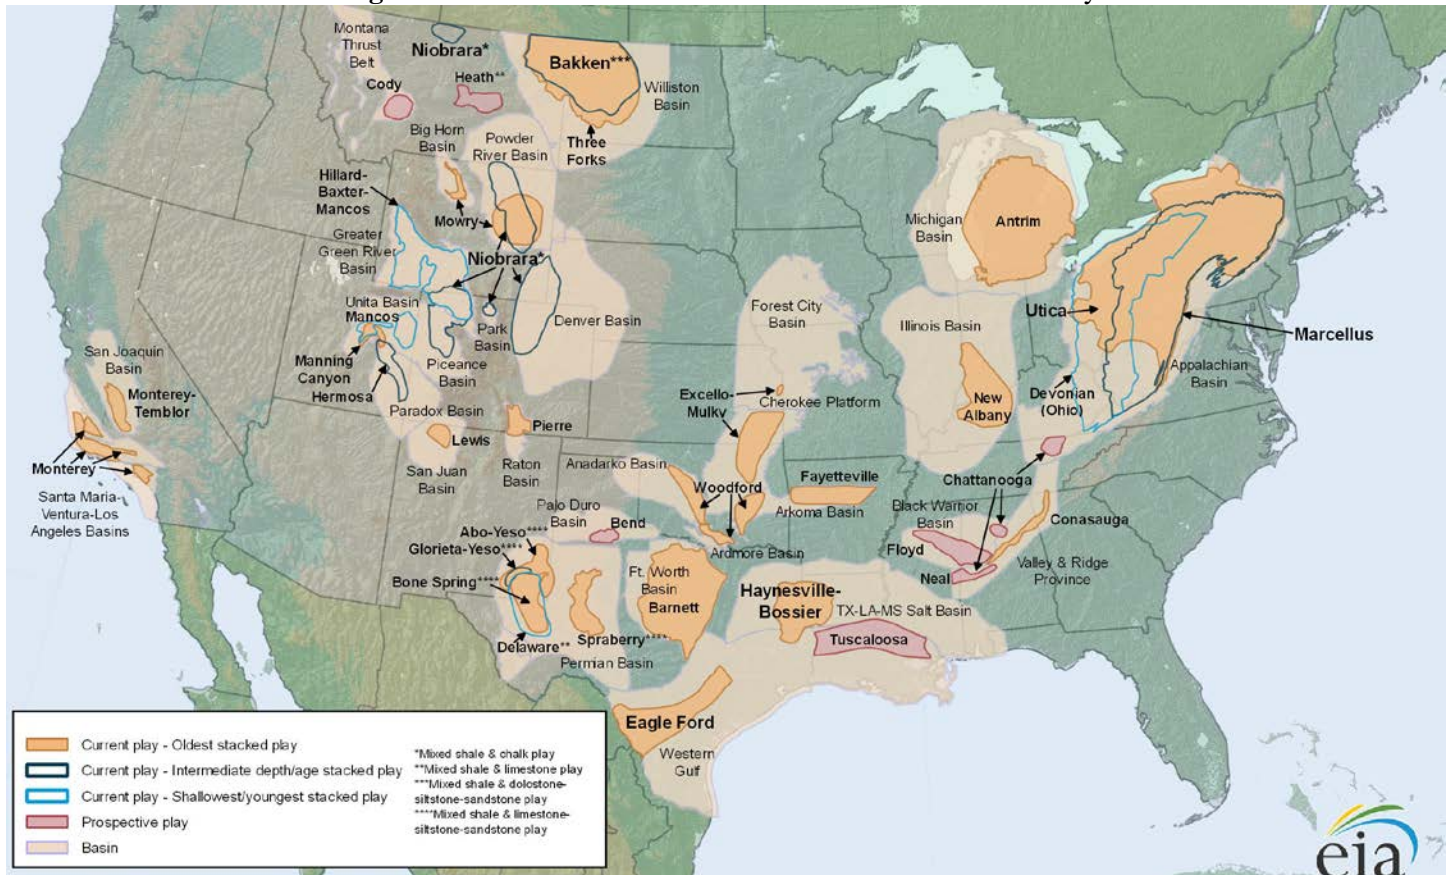 Montana
Thrust
Belt
Niobrara*
Bakken***
Cody
Heath**
Williston
Basin
Big Horn
Basin
Powder
River Basin
Three
Forks
Hillard-
Baxter-
Mancos
Mowry
Greater
Green River
Basin
Niobrara*
Michigan
Basin
Antrim
Unita Basin
Mancos
Park
Basin
Denver Basin
Forest City
Basin
Illinois Basin
Utica
Marcellus
San Joaquin
Basin
Manning
Canyon
Piceance
Basin
Hermosa
Monterey-
Temblor
Excello-
Mulky
Cherokee Platform
New
Albany
Devonian
(Ohio)
Appalachian
Basin
Paradox Basin
Lewis
Pierre
Monterey
San Juan
Basin
Raton
Basin
Anadarko Basin
Woodford
Fayetteville
Chattanooga
Santa Maria-
Ventura-Los
Angeles Basins
Palo Duro
Basin
Bend
Arkoma Basin
Black Warrior
Basin
Conasauga
Abo-Yeso****
Glorieta-Yeso****
Ardmore Basin
Floyd
Neal
Valley & Ridge
Province
Bone Spring****
Ft. Worth
Basin
Barnett
Haynesville-
Bossier
TX-LA-MS Salt Basin
Tuscaloosa
Delaware**
Spraberry****
Permian Basin
Eagle Ford
Western
Gulf
Current play - Oldest stacked play
Current play - Intermediate depth/age stacked play
Current play - Shallowest/youngest stacked play
Prospective play
Basin
*Mixed shale & chalk play
**Mixed shale & limestone play
***Mixed shale & dolostone-
siltstone-sandstone play
****Mixed shale & limestone-
siltstone-sandstone play
eia